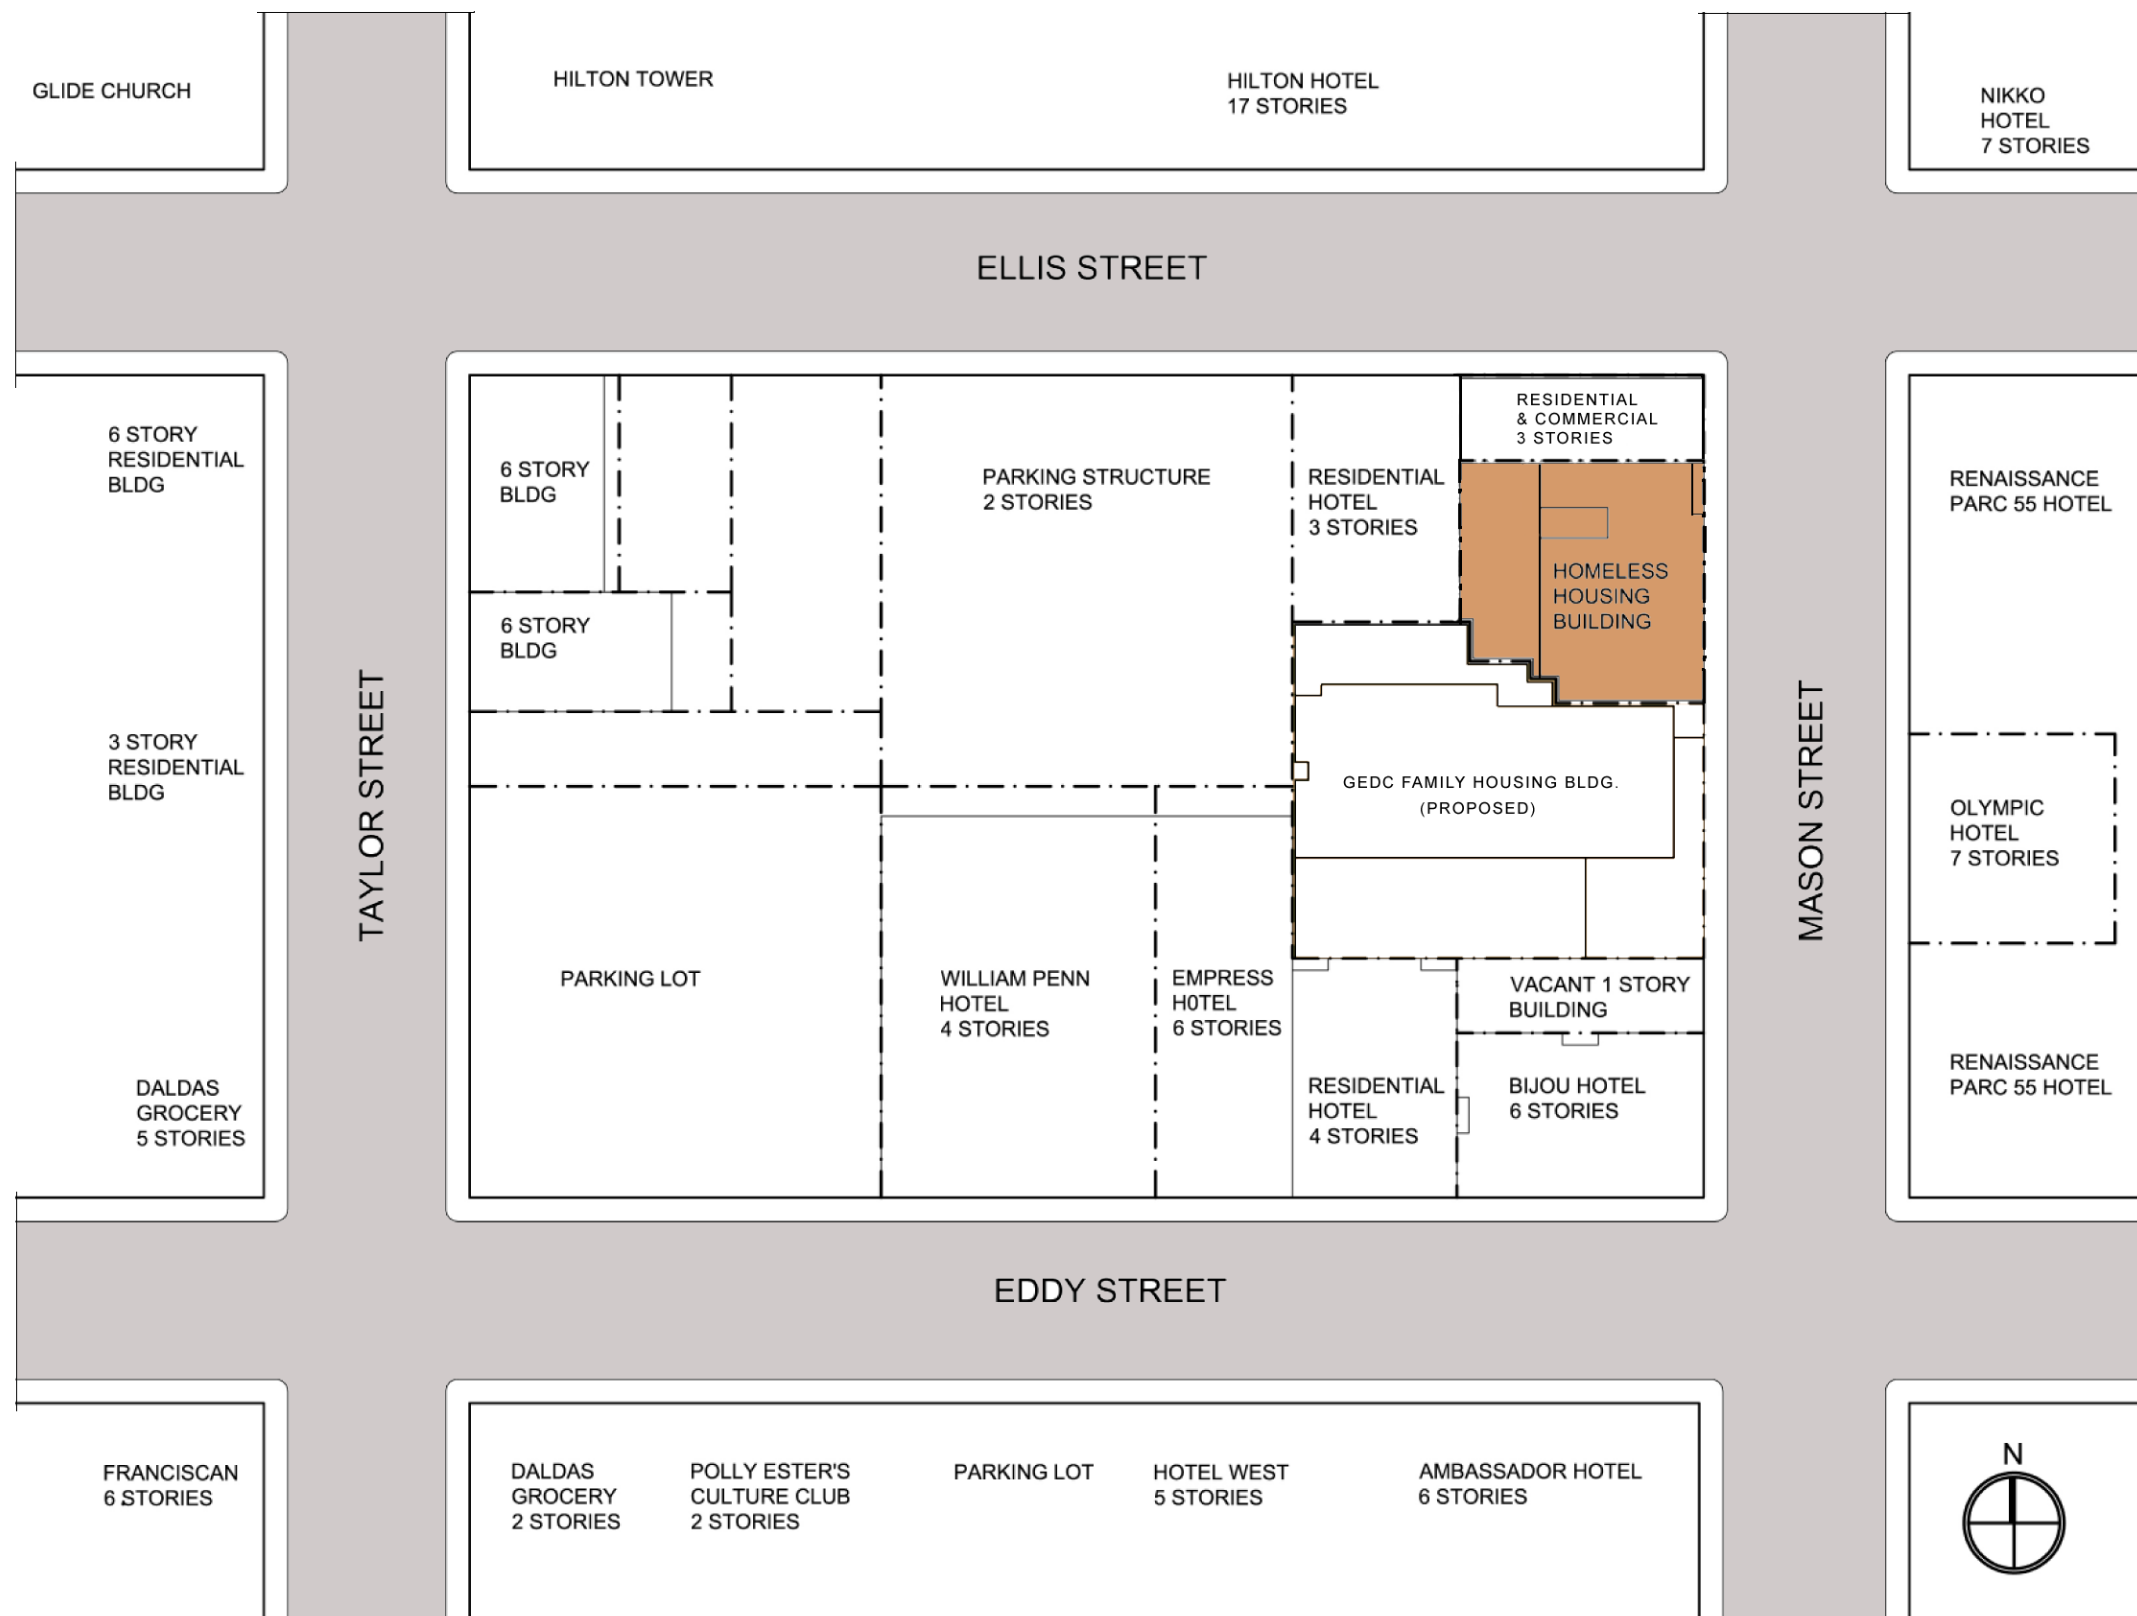 GLIDE CHURCH
HILTON TOWER
HILTON HOTEL
17 STORIES
NIKKO
HOTEL
7 STORIES
ELLIS STREET
6 STORY
RESIDENTIAL
BLDG
3 STORY
RESIDENTIAL
BLDG
DALDAS
GROCERY
5 STORIES
TAYLOR STREET
6 STORY
BLDG
6 STORY
BLDG
PARKING STRUCTURE
2 STORIES
RESIDENTIAL
HOTEL
3 STORIES
RESIDENTIAL
& COMMERCIAL
3 STORIES
HOMELESS
HOUSING
BUILDING
GEDC FAMILY HOUSING BLDG.
(PROPOSED)
PARKING LOT
WILLIAM PENN
HOTEL
4 STORIES
EMPRESS
H0TEL
6 STORIES
VACANT 1 STORY
BUILDING
RESIDENTIAL
HOTEL
4 STORIES
BIJOU HOTEL
6 STORIES
MASON STREET
RENAISSANCE
PARC 55 HOTEL
OLYMPIC
HOTEL
7 STORIES
RENAISSANCE
PARC 55 HOTEL
EDDY STREET
FRANCISCAN
6 STORIES
DALDAS
GROCERY
2 STORIES
POLLY ESTER'S
CULTURE CLUB
2 STORIES
PARKING LOT
HOTEL WEST
5 STORIES
AMBASSADOR HOTEL
6 STORIES
N